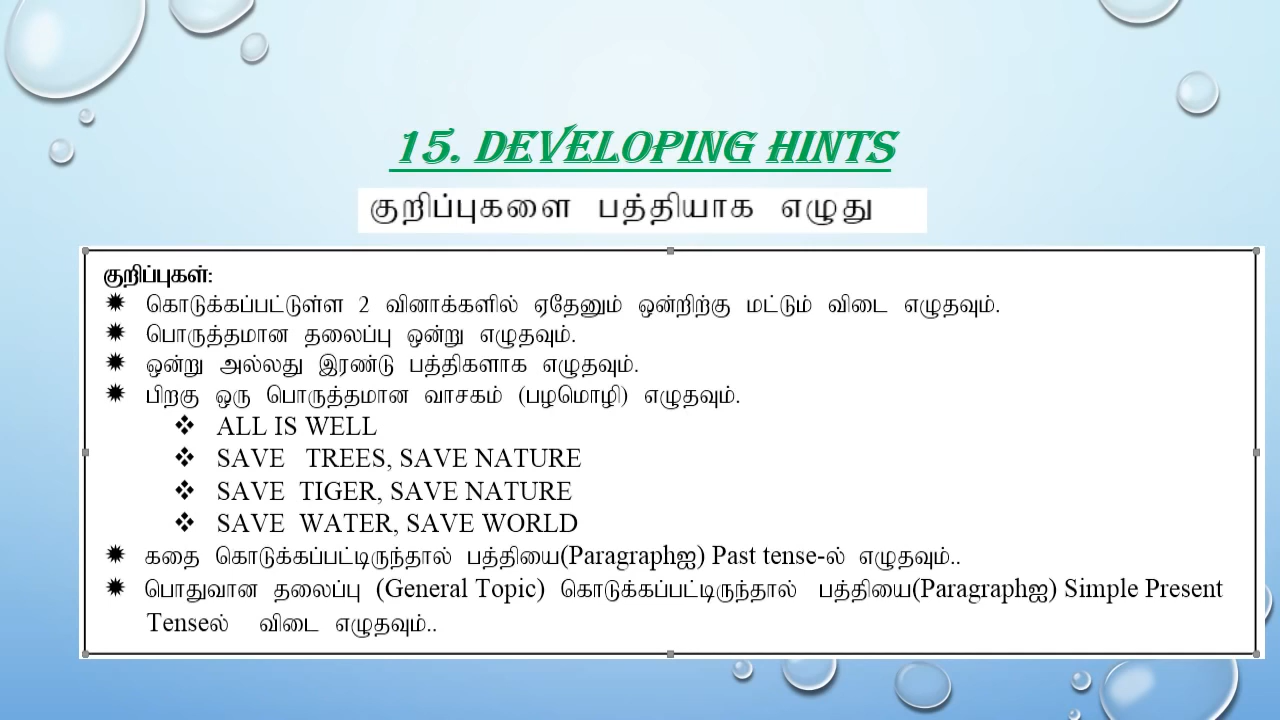 15. DEVELOPING HINTS
குறிப்புகளை பத்தியாக எழுது
குறிப்புகள்:
✹ கொடுக்கப்பட்டுள்ள 2 வினாக்களில் ஏதேனும் ஒன்றிற்கு மட்டும் விடை எழுதவும்.
✹ பொருத்தமான தலைப்பு ஒன்று எழுதவும்.
✹ ஒன்று அல்லது இரண்டு பத்திகளாக எழுதவும்.
✹ பிறகு ஒரு பொருத்தமான வாசகம் (பழமொழி) எழுதவும்.
❖ ALL IS WELL
❖ SAVE TREES, SAVE NATURE
❖ SAVE TIGER, SAVE NATURE
❖ SAVE WATER, SAVE WORLD
✹ கதை கொடுக்கப்பட்டிருந்தால் பத்தியை(Paragraphஐ) Past tense-ல் எழுதவும்..
✹ பொதுவான தலைப்பு (General Topic) கொடுக்கப்பட்டிருந்தால் பத்தியை(Paragraphஐ) Simple Present
Tenseல் விடை எழுதவும்..